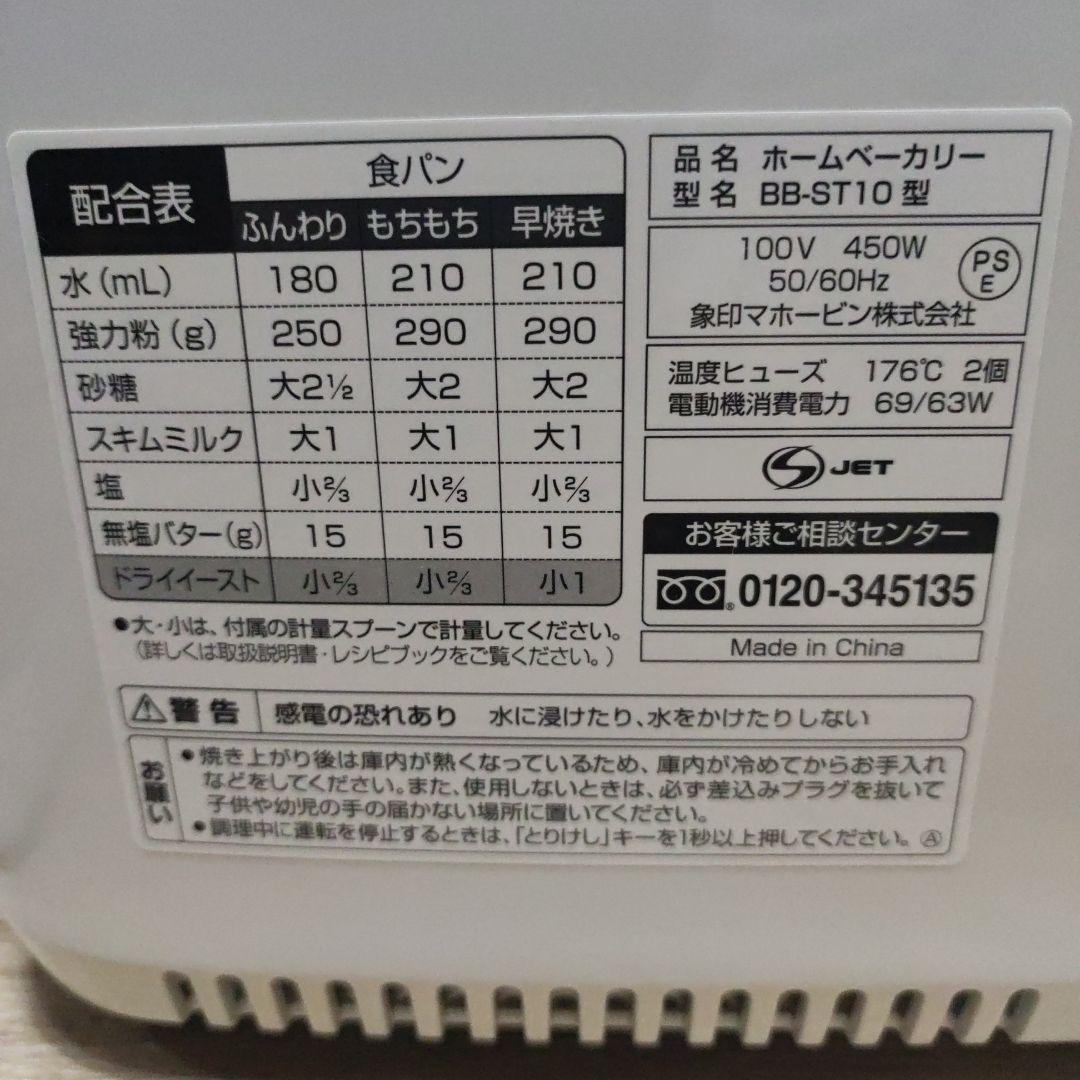 配合表
食パン
ふんわり もちもち 早焼き
水(mL) 180 210 210
強力粉(g) 250 290 290
砂糖 大2½ 大2 大2
スキムミルク 大1 大1 大1
塩 小⅔ 小⅔ 小⅔
無塩バター(g) 15 15 15
ドライイースト 小⅔ 小⅔ 小1
●大・小は、付属の計量スプーンで計量してください。
(詳しくは取扱説明書・レシピブックをご覧ください。)
品名 ホームベーカリー
型名 BB-ST10 型
100V 450W
50/60Hz
PS
E
象印マホービン株式会社
温度ヒューズ 176℃ 2個
電動機消費電力 69/63W
S JET
お客様ご相談センター
0120-345135
Made in China
⚠警告 感電の恐れあり 水に浸けたり、水をかけたりしない
お願い
●焼き上がり後は庫内が熱くなっているため、庫内が冷めてからお手入れ
などをしてください。また、使用しないときは、必ず差込みプラグを抜いて
子供や幼児の手の届かない場所に置いてください。
●調理中に運転を停止するときは、「とりけし」キーを1秒以上押してください。Ⓐ